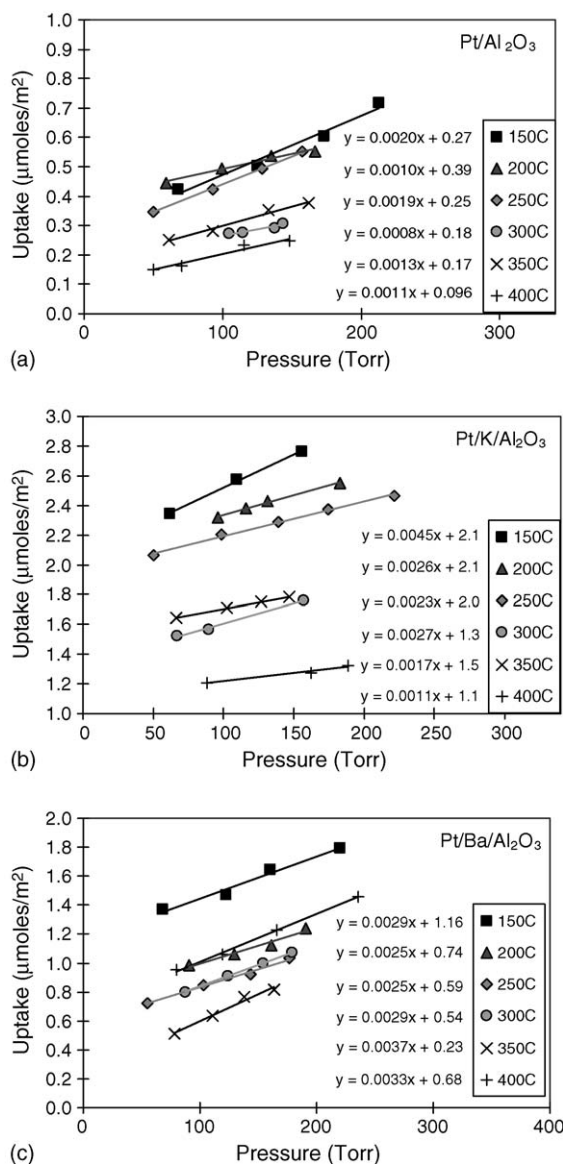 Pt/Al₂O₃
1.0
0.9
0.8
0.7
0.6
0.5
0.4
0.3
0.2
0.1
0.0
Uptake (μmoles/m²)
y = 0.0020x + 0.27
y = 0.0010x + 0.39
y = 0.0019x + 0.25
y = 0.0008x + 0.18
y = 0.0013x + 0.17
y = 0.0011x + 0.096
150C
200C
250C
300C
350C
400C
0 100 200 300
(a) Pressure (Torr)
Pt/K/Al₂O₃
3.0
2.8
2.6
2.4
2.2
2.0
1.8
1.6
1.4
1.2
1.0
Uptake (μmoles/m²)
y = 0.0045x + 2.1
y = 0.0026x + 2.1
y = 0.0023x + 2.0
y = 0.0027x + 1.3
y = 0.0017x + 1.5
y = 0.0011x + 1.1
150C
200C
250C
300C
350C
400C
0 50 100 150 200 250 300
(b) Pressure (Torr)
Pt/Ba/Al₂O₃
2.0
1.8
1.6
1.4
1.2
1.0
0.8
0.6
0.4
0.2
0.0
Uptake (μmoles/m²)
y = 0.0029x + 1.16
y = 0.0025x + 0.74
y = 0.0025x + 0.59
y = 0.0029x + 0.54
y = 0.0037x + 0.23
y = 0.0033x + 0.68
150C
200C
250C
300C
350C
400C
0 100 200 300 400
(c) Pressure (Torr)